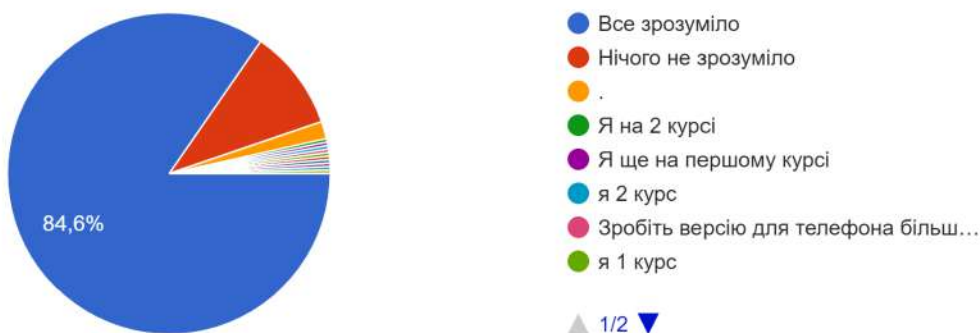 84,6%
Все зрозуміло
Нічого не зрозуміло
.
Я на 2 курсі
Я ще на першому курсі
я 2 курс
Зробіть версію для телефона більш…
я 1 курс
1/2